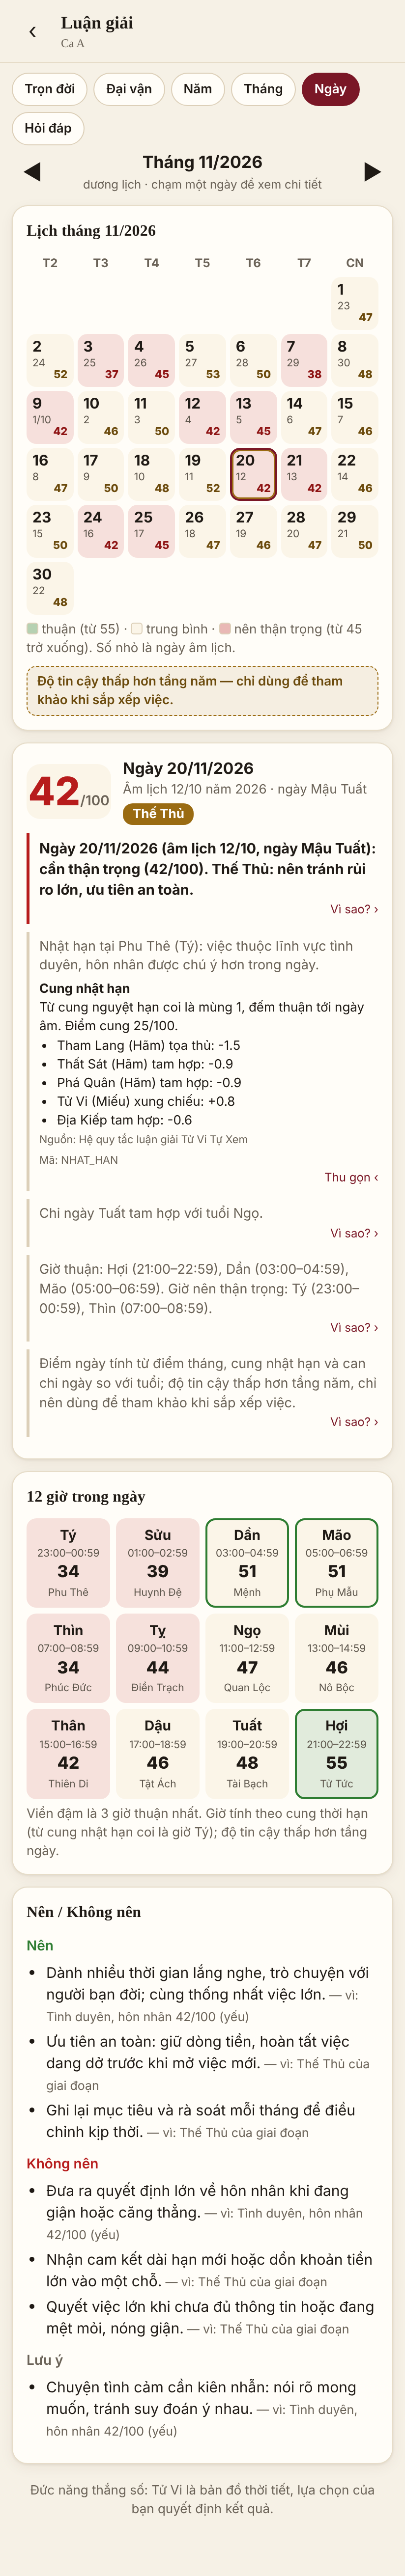 ‹
Luận giải
Ca A
Trọn đời
Đại vận
Năm
Tháng
Ngày
Hỏi đáp
◀
Tháng 11/2026
▶
dương lịch · chạm một ngày để xem chi tiết
Lịch tháng 11/2026
T2 T3 T4 T5 T6 T7 CN
1
23
47
2 3 4 5 6 7 8
24 25 26 27 28 29 30
52 37 45 53 50 38 48
9 10 11 12 13 14 15
1/10 2 3 4 5 6 7
42 46 50 42 45 47 46
16 17 18 19 20 21 22
8 9 10 11 12 13 14
47 50 48 52 42 42 46
23 24 25 26 27 28 29
15 16 17 18 19 20 21
50 42 45 47 46 47 50
30
22
48
thuận (từ 55) · trung bình · nên thận trọng (từ 45
trở xuống). Số nhỏ là ngày âm lịch.
Độ tin cậy thấp hơn tầng năm — chỉ dùng để tham
khảo khi sắp xếp việc.
42/100
Ngày 20/11/2026
Âm lịch 12/10 năm 2026 · ngày Mậu Tuất
Thế Thủ
Ngày 20/11/2026 (âm lịch 12/10, ngày Mậu Tuất):
cần thận trọng (42/100). Thế Thủ: nên tránh rủi
ro lớn, ưu tiên an toàn.
Vì sao? ›
Nhật hạn tại Phu Thê (Tý): việc thuộc lĩnh vực tình
duyên, hôn nhân được chú ý hơn trong ngày.
Cung nhật hạn
Từ cung nguyệt hạn coi là mùng 1, đếm thuận tới ngày
âm. Điểm cung 25/100.
• Tham Lang (Hãm) tọa thủ: -1.5
• Thất Sát (Hãm) tam hợp: -0.9
• Phá Quân (Hãm) tam hợp: -0.9
• Tử Vi (Miếu) xung chiếu: +0.8
• Địa Kiếp tam hợp: -0.6
Nguồn: Hệ quy tắc luận giải Tử Vi Tự Xem
Mã: NHAT_HAN
Thu gọn ‹
Chi ngày Tuất tam hợp với tuổi Ngọ.
Vì sao? ›
Giờ thuận: Hợi (21:00–22:59), Dần (03:00–04:59),
Mão (05:00–06:59). Giờ nên thận trọng: Tý (23:00–
00:59), Thìn (07:00–08:59).
Vì sao? ›
Điểm ngày tính từ điểm tháng, cung nhật hạn và can
chi ngày so với tuổi; độ tin cậy thấp hơn tầng năm, chỉ
nên dùng để tham khảo khi sắp xếp việc.
Vì sao? ›
12 giờ trong ngày
Tý Sửu Dần Mão
23:00–00:59 01:00–02:59 03:00–04:59 05:00–06:59
34 39 51 51
Phu Thê Huynh Đệ Mệnh Phụ Mẫu
Thìn Tỵ Ngọ Mùi
07:00–08:59 09:00–10:59 11:00–12:59 13:00–14:59
34 44 47 46
Phúc Đức Điền Trạch Quan Lộc Nô Bộc
Thân Dậu Tuất Hợi
15:00–16:59 17:00–18:59 19:00–20:59 21:00–22:59
42 46 48 55
Thiên Di Tật Ách Tài Bạch Tử Tức
Viền đậm là 3 giờ thuận nhất. Giờ tính theo cung thời hạn
(từ cung nhật hạn coi là giờ Tý); độ tin cậy thấp hơn tầng
ngày.
Nên / Không nên
Nên
• Dành nhiều thời gian lắng nghe, trò chuyện với
người bạn đời; cùng thống nhất việc lớn. — vì:
Tình duyên, hôn nhân 42/100 (yếu)
• Ưu tiên an toàn: giữ dòng tiền, hoàn tất việc
dang dở trước khi mở việc mới. — vì: Thế Thủ của
giai đoạn
• Ghi lại mục tiêu và rà soát mỗi tháng để điều
chỉnh kịp thời. — vì: Thế Thủ của giai đoạn
Không nên
• Đưa ra quyết định lớn về hôn nhân khi đang
giận hoặc căng thẳng. — vì: Tình duyên, hôn nhân
42/100 (yếu)
• Nhận cam kết dài hạn mới hoặc dồn khoản tiền
lớn vào một chỗ. — vì: Thế Thủ của giai đoạn
• Quyết việc lớn khi chưa đủ thông tin hoặc đang
mệt mỏi, nóng giận. — vì: Thế Thủ của giai đoạn
Lưu ý
• Chuyện tình cảm cần kiên nhẫn: nói rõ mong
muốn, tránh suy đoán ý nhau. — vì: Tình duyên,
hôn nhân 42/100 (yếu)
Đức năng thắng số: Tử Vi là bản đồ thời tiết, lựa chọn của
bạn quyết định kết quả.